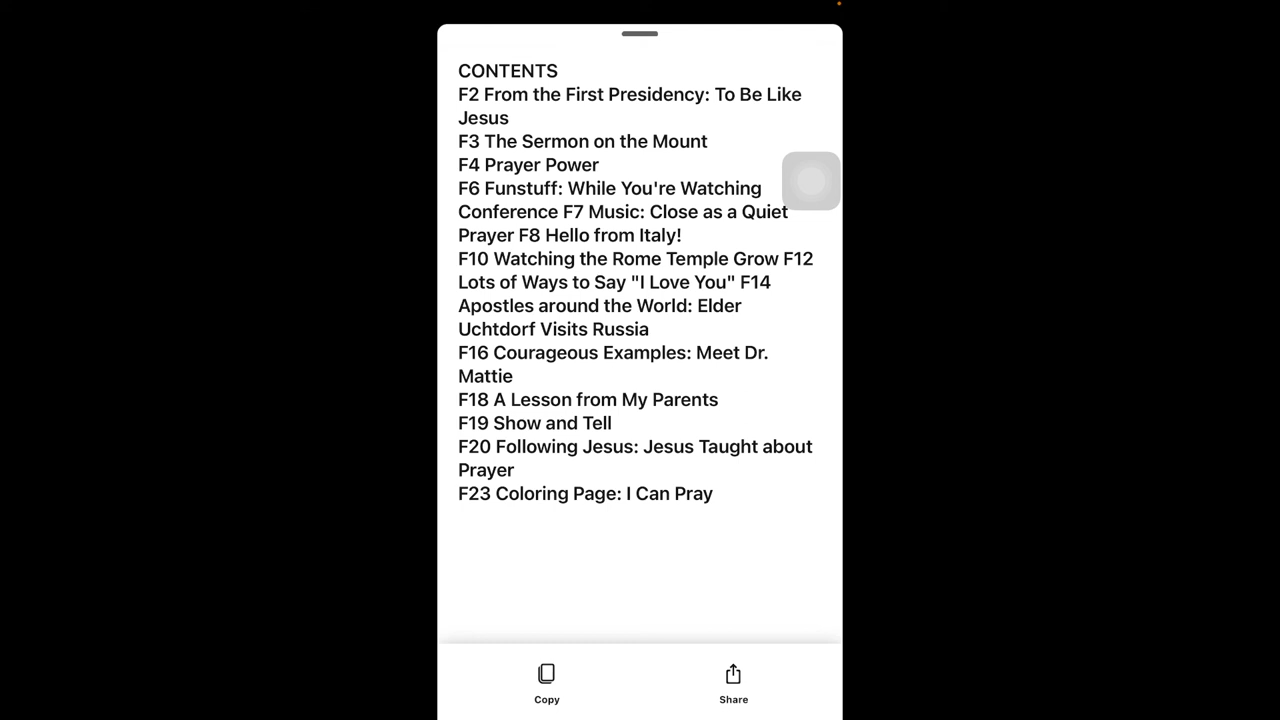 CONTENTS
F2 From the First Presidency: To Be Like
Jesus
F3 The Sermon on the Mount
F4 Prayer Power
F6 Funstuff: While You're Watching
Conference F7 Music: Close as a Quiet
Prayer F8 Hello from Italy!
F10 Watching the Rome Temple Grow F12
Lots of Ways to Say "I Love You" F14
Apostles around the World: Elder
Uchtdorf Visits Russia
F16 Courageous Examples: Meet Dr.
Mattie
F18 A Lesson from My Parents
F19 Show and Tell
F20 Following Jesus: Jesus Taught about
Prayer
F23 Coloring Page: I Can Pray
Copy
Share